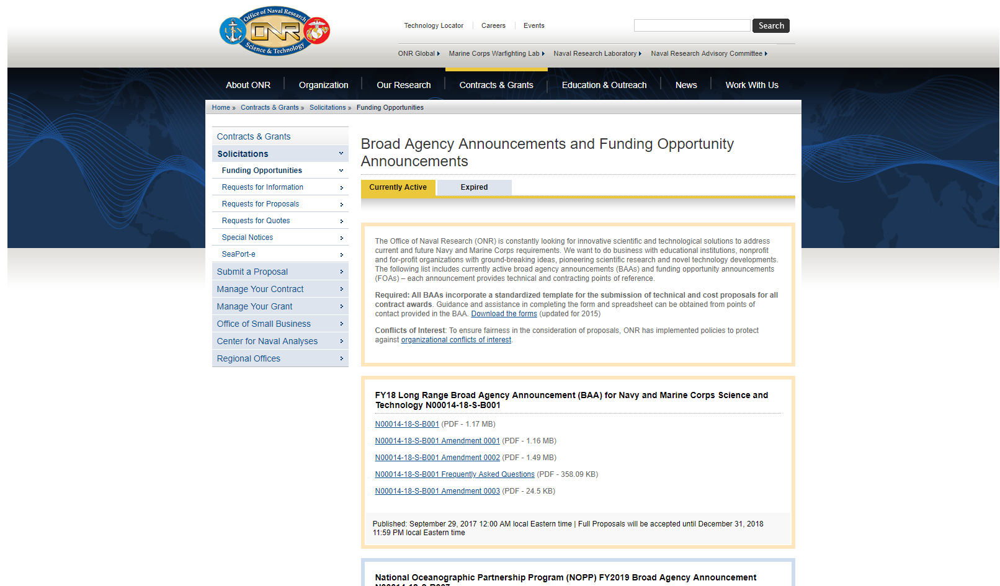 Office of Naval Research
ONR
Science & Technology
Technology Locator
Careers
Events
Search
ONR Global
Marine Corps Warfighting Lab
Naval Research Laboratory
Naval Research Advisory Committee
About ONR
Organization
Our Research
Contracts & Grants
Education & Outreach
News
Work With Us
Home » Contracts & Grants » Solicitations » Funding Opportunities
Contracts & Grants
Solicitations
Funding Opportunities
Requests for Information
Requests for Proposals
Requests for Quotes
Special Notices
SeaPort-e
Submit a Proposal
Manage Your Contract
Manage Your Grant
Office of Small Business
Center for Naval Analyses
Regional Offices
Broad Agency Announcements and Funding Opportunity
Announcements
Currently Active
Expired
The Office of Naval Research (ONR) is constantly looking for innovative scientific and technological solutions to address
current and future Navy and Marine Corps requirements. We want to do business with educational institutions, nonprofit
and for-profit organizations with ground-breaking ideas, pioneering scientific research and novel technology developments.
The following list includes currently active broad agency announcements (BAAs) and funding opportunity announcements
(FOAs) – each announcement provides technical and contracting points of reference.
Required: All BAAs incorporate a standardized template for the submission of technical and cost proposals for all
contract awards. Guidance and assistance in completing the form and spreadsheet can be obtained from points of
contact provided in the BAA. Download the forms (updated for 2015)
Conflicts of Interest: To ensure fairness in the consideration of proposals, ONR has implemented policies to protect
against organizational conflicts of interest.
FY18 Long Range Broad Agency Announcement (BAA) for Navy and Marine Corps Science and
Technology N00014-18-S-B001
N00014-18-S-B001 (PDF - 1.17 MB)
N00014-18-S-B001 Amendment 0001 (PDF - 1.16 MB)
N00014-18-S-B001 Amendment 0002 (PDF - 1.49 MB)
N00014-18-S-B001 Frequently Asked Questions (PDF - 358.09 KB)
N00014-18-S-B001 Amendment 0003 (PDF - 24.5 KB)
Published: September 29, 2017 12:00 AM local Eastern time | Full Proposals will be accepted until December 31, 2018
11:59 PM local Eastern time
National Oceanographic Partnership Program (NOPP) FY2019 Broad Agency Announcement